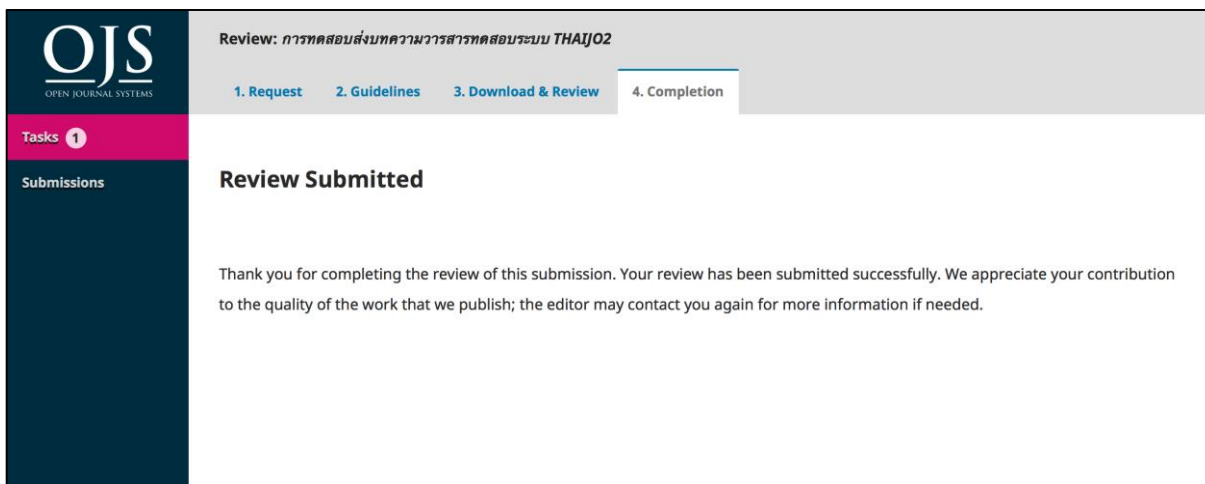 OJS
OPEN JOURNAL SYSTEMS
Review: การทดสอบส่งบทความวารสารทดสอบระบบ THAIJO2
1. Request 2. Guidelines 3. Download & Review 4. Completion
Tasks 1
Submissions
Review Submitted
Thank you for completing the review of this submission. Your review has been submitted successfully. We appreciate your contribution
to the quality of the work that we publish; the editor may contact you again for more information if needed.